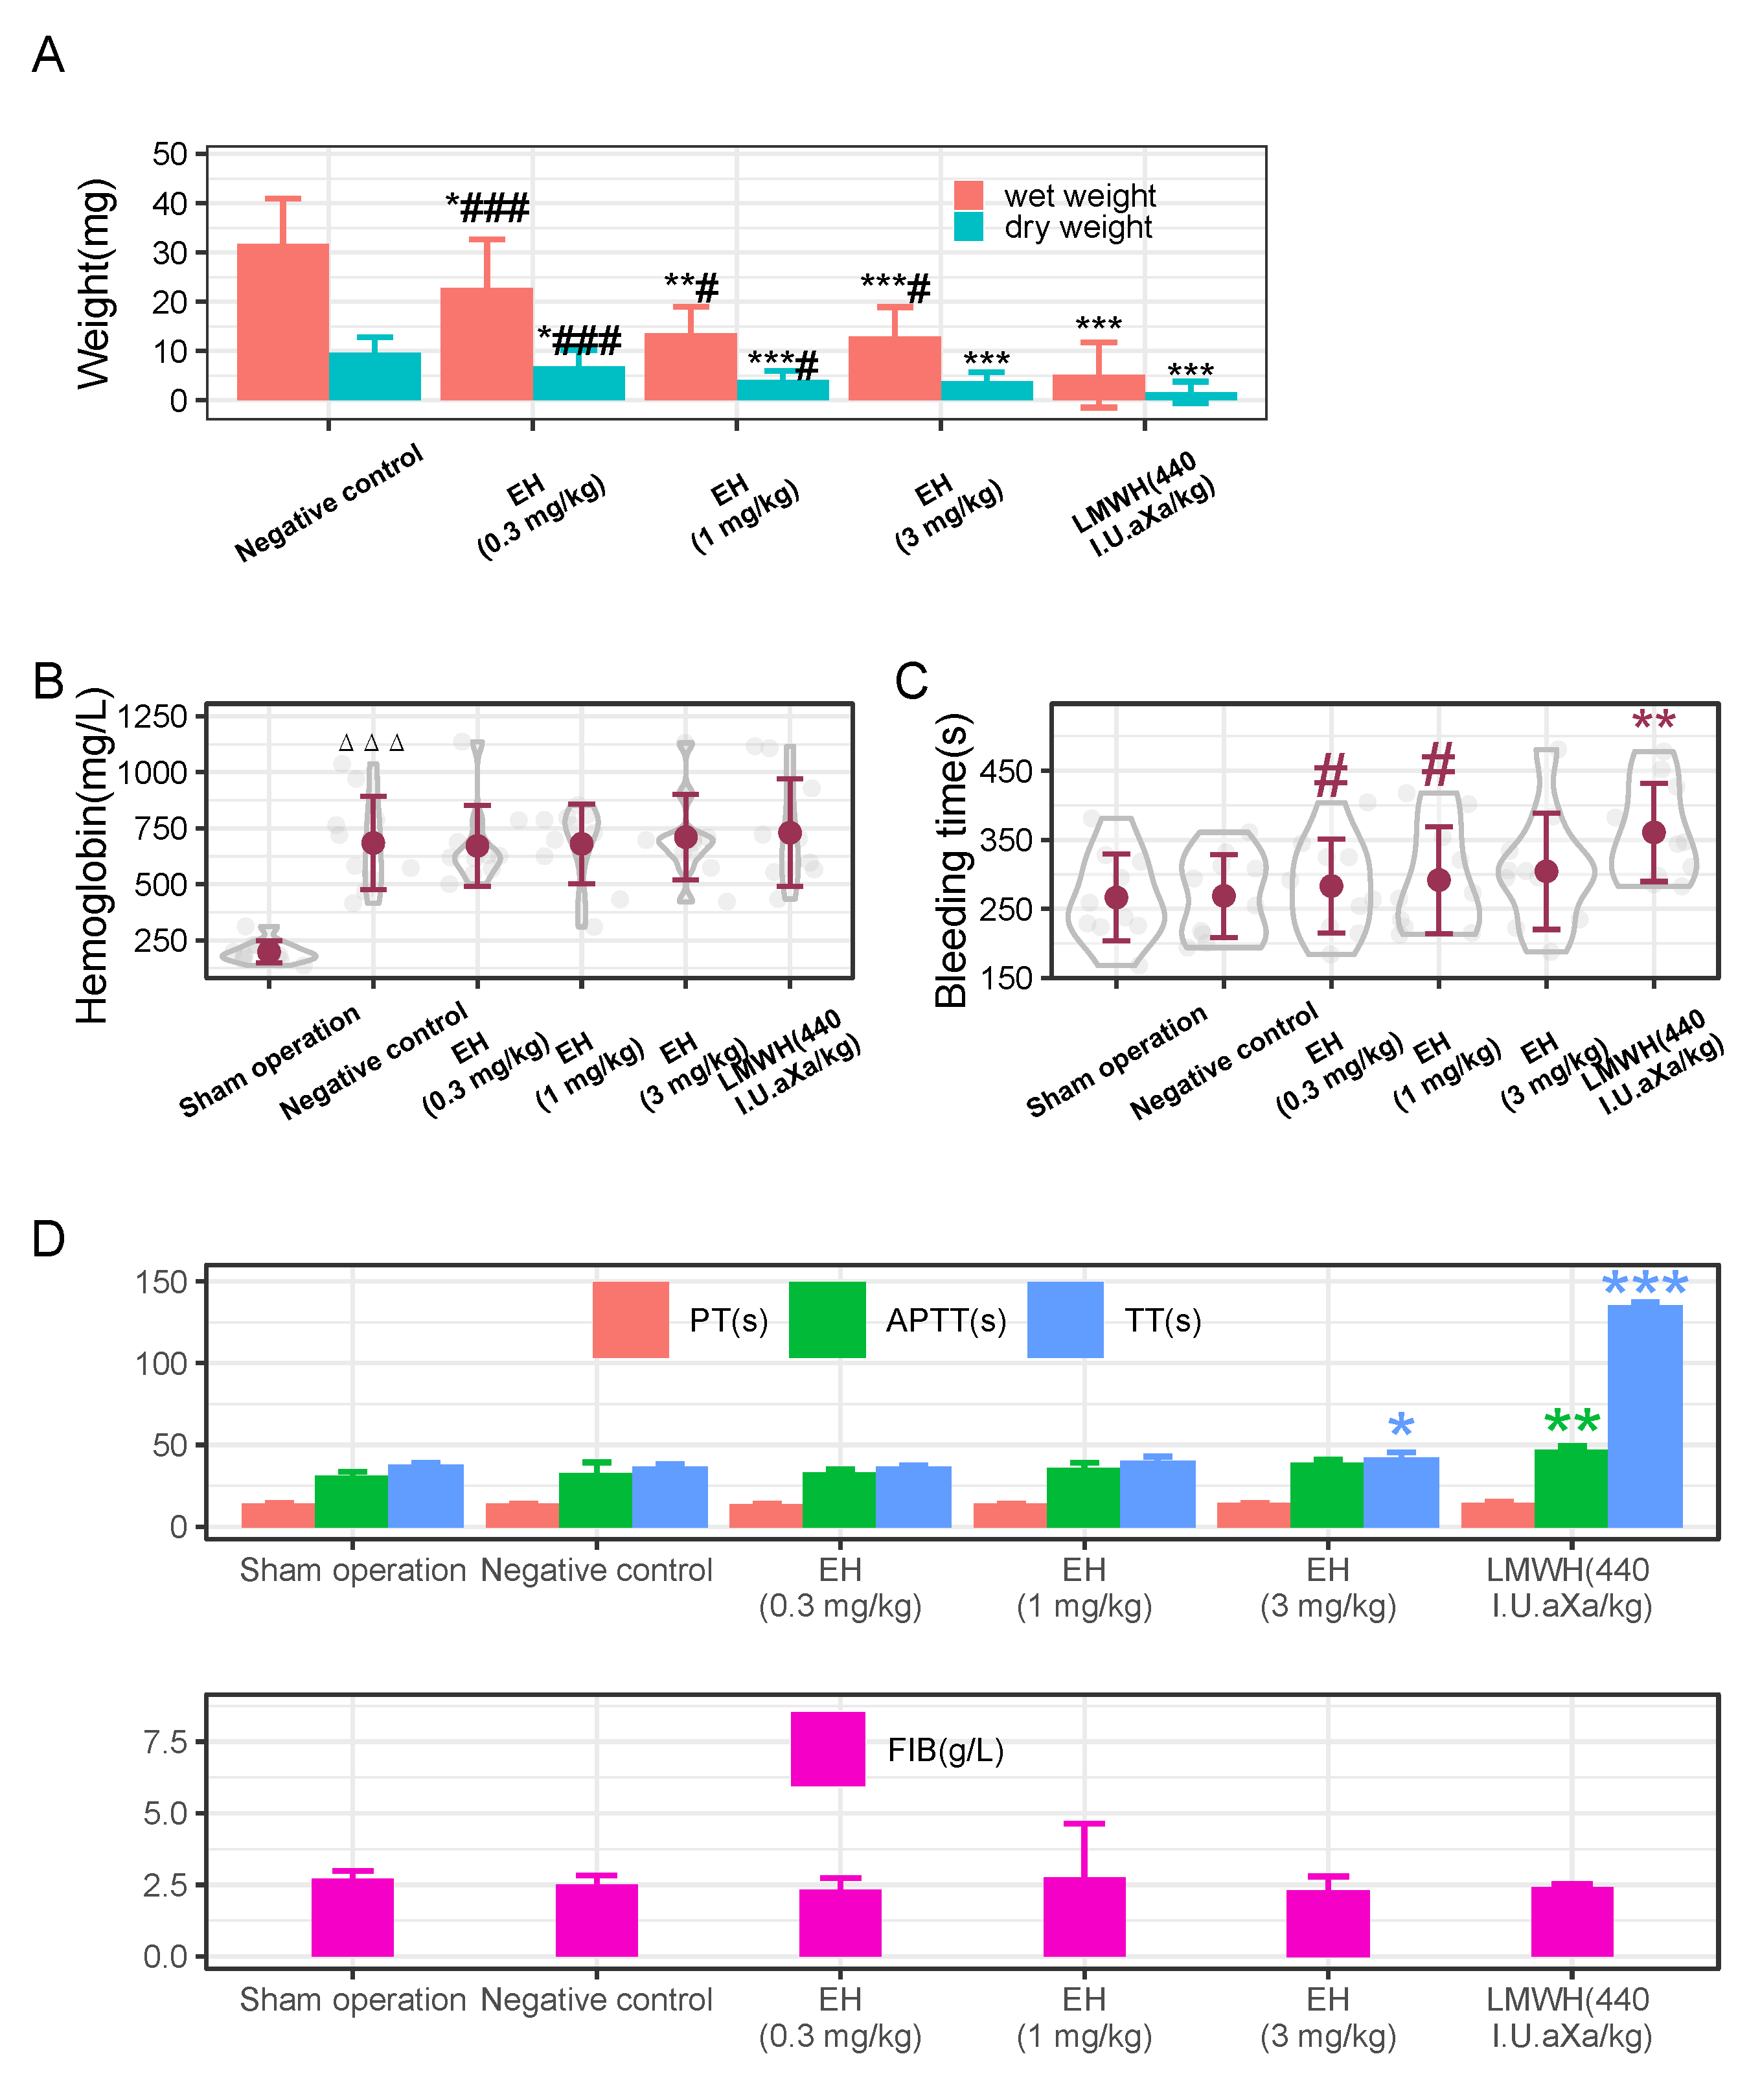 A
Weight(mg)
50
40
30
20
10
0
*###
*###
**#
***#
***#
***
***
***
wet weight
dry weight
Negative control
EH
(0.3 mg/kg)
EH
(1 mg/kg)
EH
(3 mg/kg)
LMWH(440
I.U.aXa/kg)
B
Hemoglobin(mg/L)
1250
1000
750
500
250
Δ Δ Δ
Sham operation
Negative control
EH
(0.3 mg/kg)
EH
(1 mg/kg)
EH
(3 mg/kg)
LMWH(440
I.U.aXa/kg)
C
Bleeding time(s)
450
350
250
150
#
#
**
Sham operation
Negative control
EH
(0.3 mg/kg)
EH
(1 mg/kg)
EH
(3 mg/kg)
LMWH(440
I.U.aXa/kg)
D
150
100
50
0
PT(s)
APTT(s)
TT(s)
*
**
***
Sham operation
Negative control
EH
(0.3 mg/kg)
EH
(1 mg/kg)
EH
(3 mg/kg)
LMWH(440
I.U.aXa/kg)
7.5
5.0
2.5
0.0
FIB(g/L)
Sham operation
Negative control
EH
(0.3 mg/kg)
EH
(1 mg/kg)
EH
(3 mg/kg)
LMWH(440
I.U.aXa/kg)